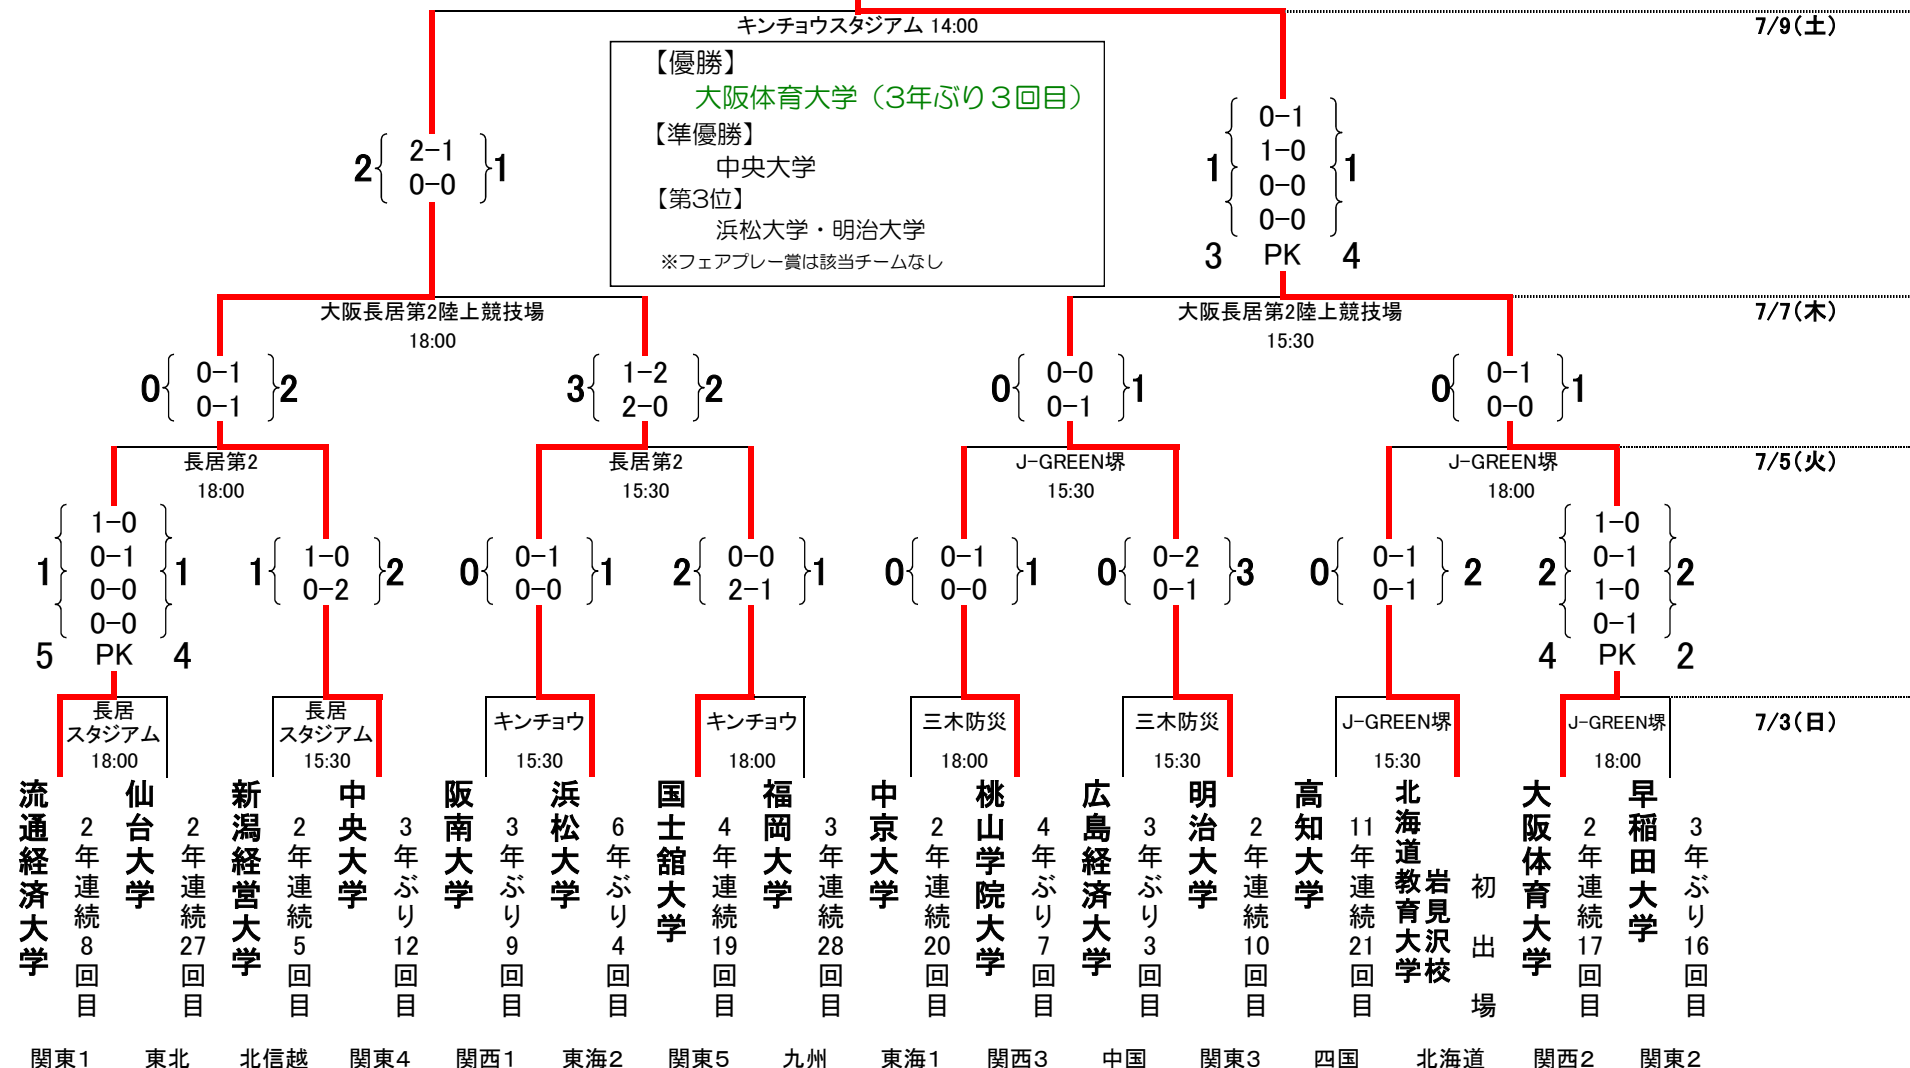 キンチョウスタジアム 14:00
7/9(土)
【優勝】
大阪体育大学（3年ぶり３回目）
【準優勝】
中央大学
【第3位】
浜松大学・明治大学
※フェアプレー賞は該当チームなし
2 2-1 1
0-0
0-1
1 1-0 1
0-0
0-0
3 PK 4
大阪長居第2陸上競技場
18:00
大阪長居第2陸上競技場
15:30
7/7(木)
0 0-1 2
0-1
3 1-2 2
2-0
0 0-0 1
0-1
0 0-1 1
0-0
長居第2
18:00
長居第2
15:30
J-GREEN堺
15:30
J-GREEN堺
18:00
7/5(火)
1-0
1 0-1 1
0-0
0-0
5 PK 4
1 1-0 2
0-2
0 0-1 1
0-0
2 0-0 1
2-1
0 0-1 1
0-0
0 0-2 3
0-1
0 0-1 2
0-1
1-0
2 0-1 2
1-0
0-1
4 PK 2
長居
スタジアム
18:00
長居
スタジアム
15:30
キンチョウ
15:30
キンチョウ
18:00
三木防災
18:00
三木防災
15:30
J-GREEN堺
15:30
J-GREEN堺
18:00
7/3(日)
流通経済大学
2年連続8回目
仙台大学
2年連続27回目
新潟経営大学
2年連続5回目
中央大学
3年ぶり12回目
阪南大学
3年ぶり9回目
浜松大学
6年ぶり4回目
国士舘大学
4年連続19回目
福岡大学
3年連続28回目
中京大学
2年連続20回目
桃山学院大学
4年ぶり7回目
広島経済大学
3年ぶり3回目
明治大学
2年連続10回目
高知大学
11年連続21回目
北海道教育大学
岩見沢校
初出場
大阪体育大学
2年連続17回目
早稲田大学
3年ぶり16回目
関東1
東北
北信越
関東4
関西1
東海2
関東5
九州
東海1
関西3
中国
関東3
四国
北海道
関西2
関東2